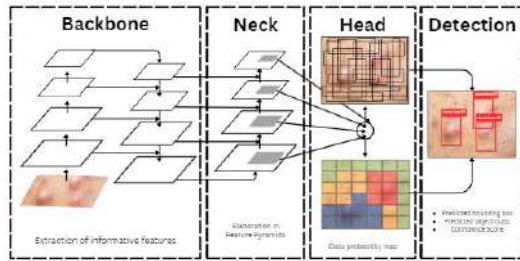 Backbone
Neck
Head
Detection
Extraction of informative features
Elaboration in
Feature Pyramids
Class probability map
Predicted bounding box
Predicted object class
Confidence score